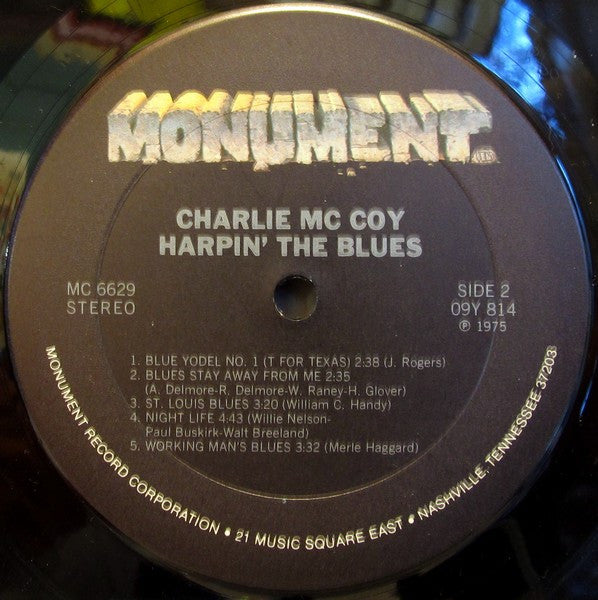 MONUMENT
CHARLIE MC COY
HARPIN' THE BLUES
MC 6629
STEREO
SIDE 2
09Y 814
℗ 1975
1. BLUE YODEL NO. 1 (T FOR TEXAS) 2:38 (J. Rogers)
2. BLUES STAY AWAY FROM ME 2:35
(A. Delmore-R. Delmore-W. Raney-H. Glover)
3. ST. LOUIS BLUES 3:20 (William C. Handy)
4. NIGHT LIFE 4:43 (Willie Nelson-
Paul Buskirk-Walt Breeland)
5. WORKING MAN'S BLUES 3:32 (Merle Haggard)
MONUMENT RECORD CORPORATION • 21 MUSIC SQUARE EAST • NASHVILLE, TENNESSEE 37203